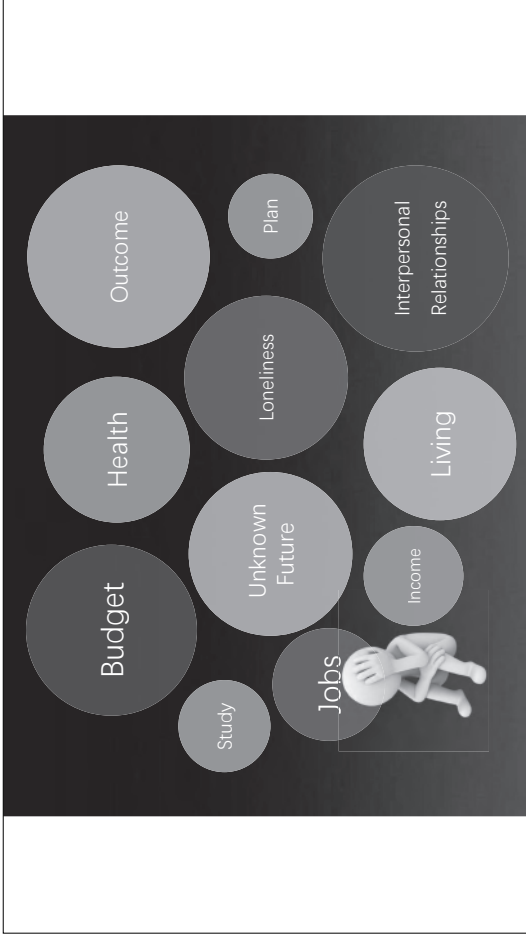 Budget
Health
Outcome
Study
Unknown
Future
Loneliness
Plan
Jobs
Income
Living
Interpersonal
Relationships